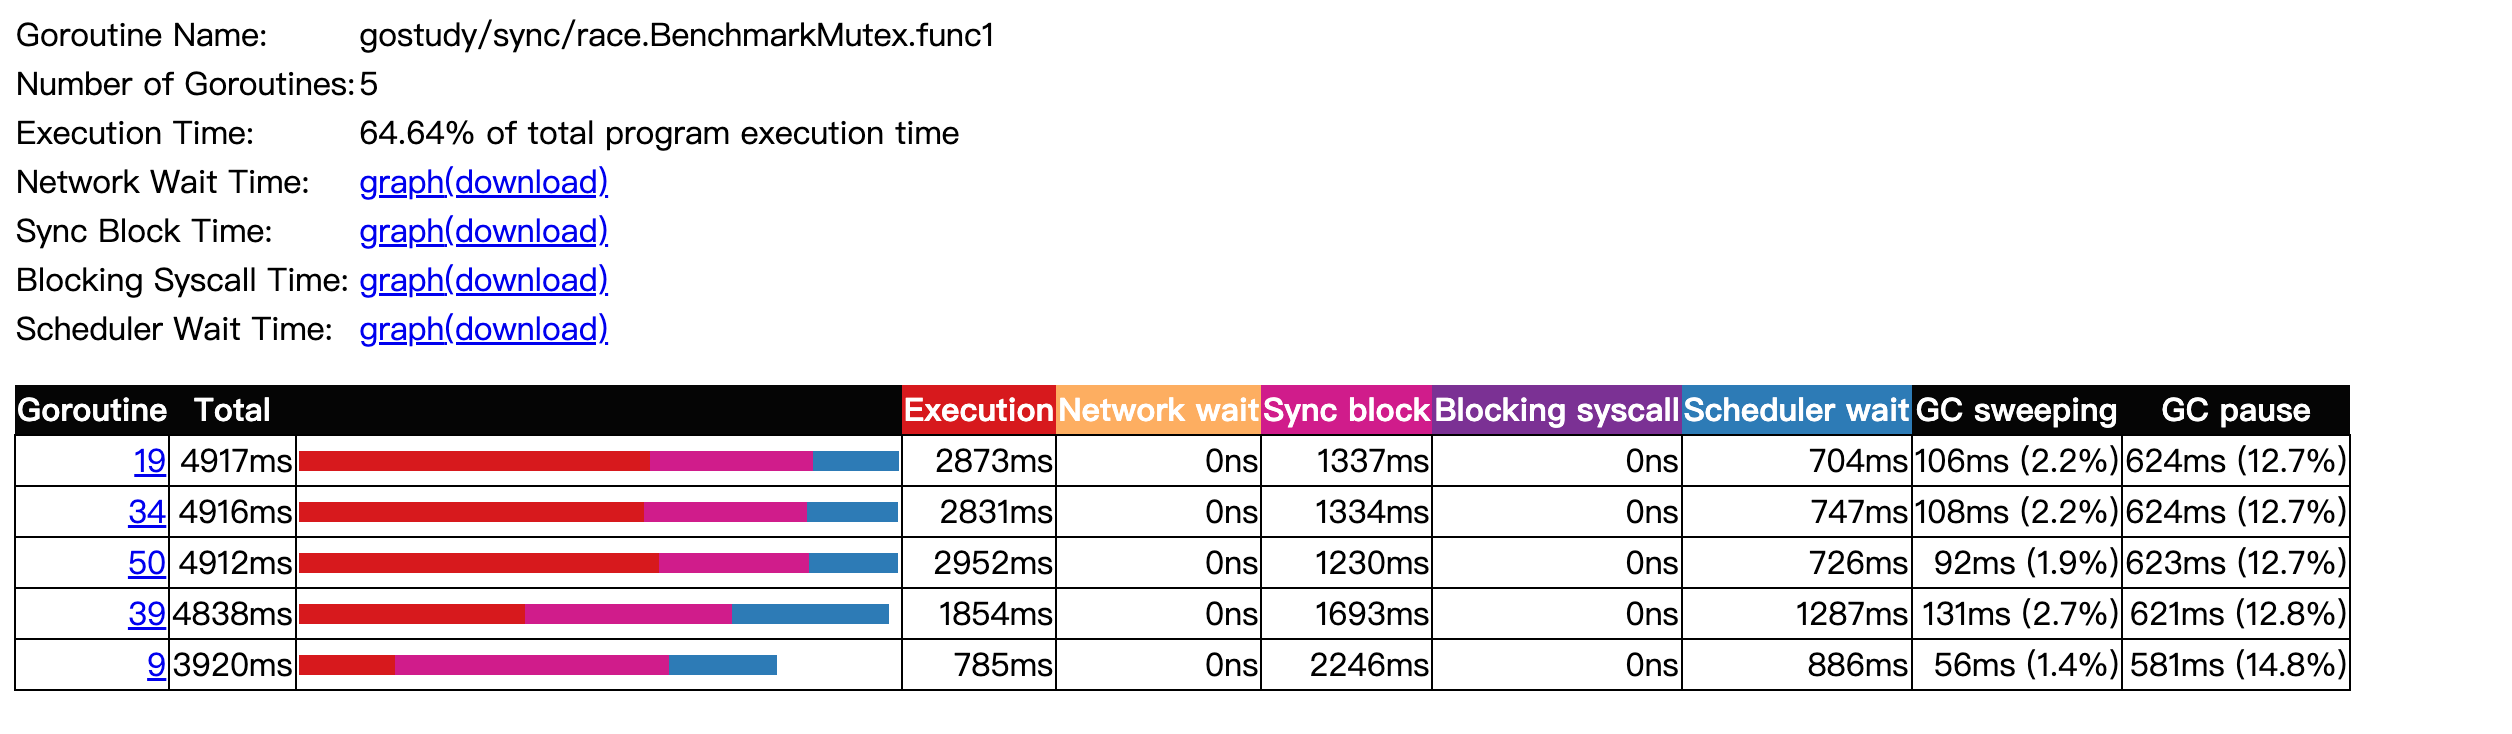 Goroutine Name: gostudy/sync/race.BenchmarkMutex.func1
Number of Goroutines: 5
Execution Time: 64.64% of total program execution time
Network Wait Time: graph(download)
Sync Block Time: graph(download)
Blocking Syscall Time: graph(download)
Scheduler Wait Time: graph(download)
Goroutine Total Execution Network wait Sync block Blocking syscall Scheduler wait GC sweeping GC pause
19 4917ms 2873ms 0ns 1337ms 0ns 704ms 106ms (2.2%) 624ms (12.7%)
34 4916ms 2831ms 0ns 1334ms 0ns 747ms 108ms (2.2%) 624ms (12.7%)
50 4912ms 2952ms 0ns 1230ms 0ns 726ms 92ms (1.9%) 623ms (12.7%)
39 4838ms 1854ms 0ns 1693ms 0ns 1287ms 131ms (2.7%) 621ms (12.8%)
9 3920ms 785ms 0ns 2246ms 0ns 886ms 56ms (1.4%) 581ms (14.8%)